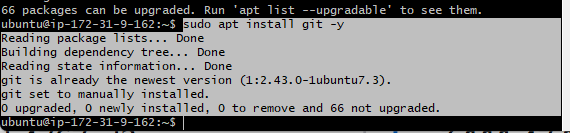 66 packages can be upgraded. Run 'apt list --upgradable' to see them.
ubuntu@ip-172-31-9-162:~$ sudo apt install git -y
Reading package lists... Done
Building dependency tree... Done
Reading state information... Done
git is already the newest version (1:2.43.0-1ubuntu7.3).
git set to manually installed.
0 upgraded, 0 newly installed, 0 to remove and 66 not upgraded.
ubuntu@ip-172-31-9-162:~$